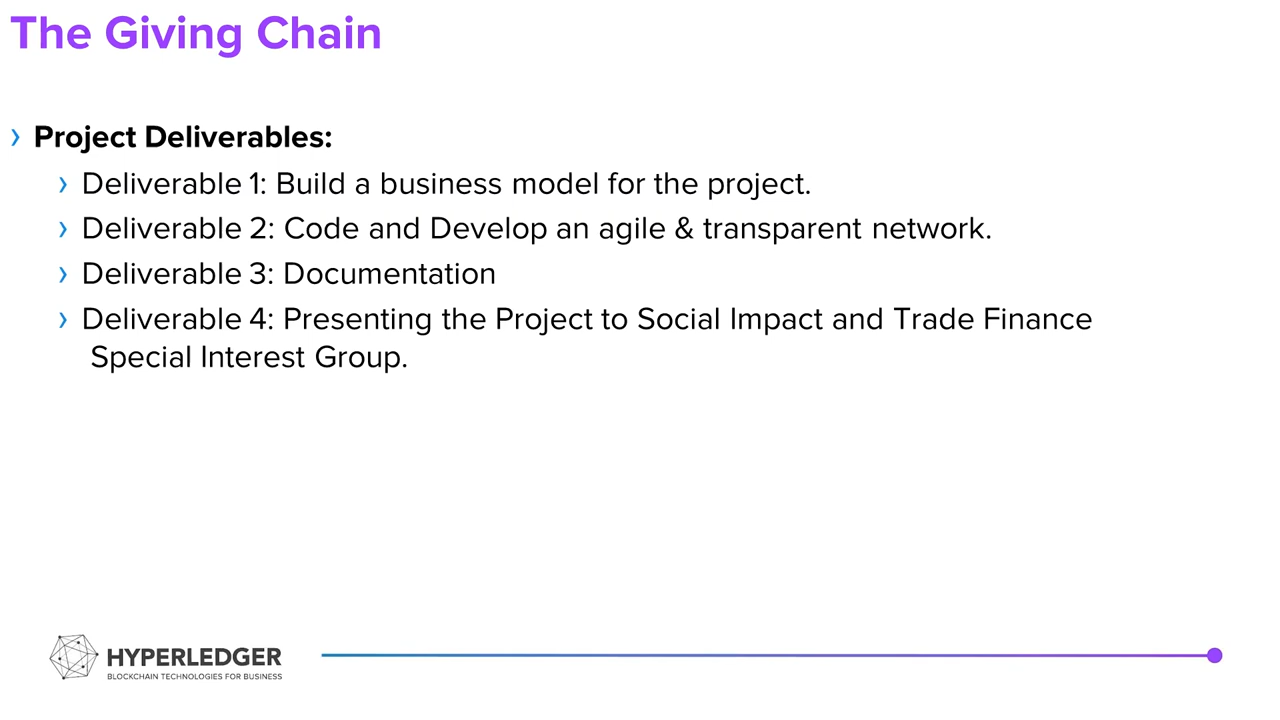 The Giving Chain
› Project Deliverables:
› Deliverable 1: Build a business model for the project.
› Deliverable 2: Code and Develop an agile & transparent network.
› Deliverable 3: Documentation
› Deliverable 4: Presenting the Project to Social Impact and Trade Finance
Special Interest Group.
HYPERLEDGER
BLOCKCHAIN TECHNOLOGIES FOR BUSINESS